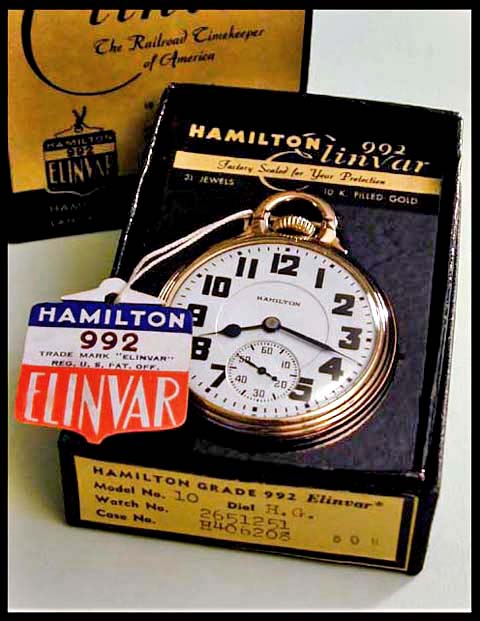 The Railroad Timekeeper
of America
HAMILTON
992
ELINVAR
HAMILTON Elinvar 992
Factory Sealed for Your Protection
21 JEWELS 10 K. FILLED GOLD
HAMILTON
992
TRADE MARK "ELINVAR"
REG. U. S. PAT. OFF.
ELINVAR
11 12 1
10 2
HAMILTON
3
8
7 5
60
50 10
40 20
HAMILTON GRADE 992 Elinvar*
Model No. 10 Dial H.G.
Watch No. 2651251
Case No. H406208